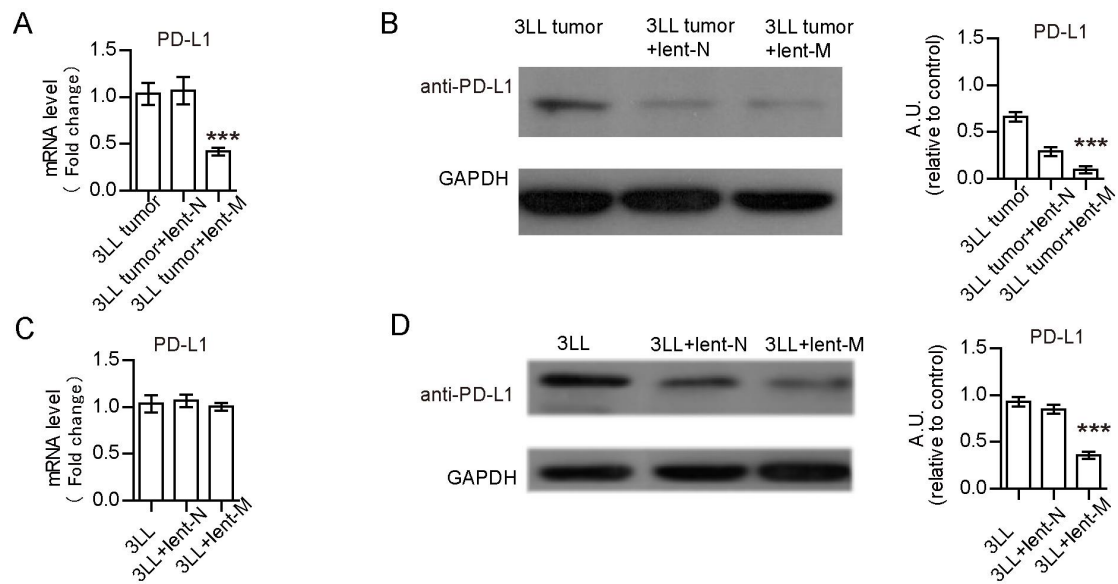 A
PD-L1
mRNA level
( Fold change)
1.5
1.0
0.5
0.0
***
3LL tumor
3LL tumor+lent-N
3LL tumor+lent-M
B
3LL tumor
3LL tumor
+lent-N
3LL tumor
+lent-M
anti-PD-L1
GAPDH
PD-L1
A.U.
(relative to control)
1.5
1.0
0.5
0.0
***
3LL tumor
3LL tumor+lent-N
3LL tumor+lent-M
C
PD-L1
mRNA level
( Fold change)
1.5
1.0
0.5
0.0
3LL
3LL+lent-N
3LL+lent-M
D
3LL
3LL+lent-N
3LL+lent-M
anti-PD-L1
GAPDH
PD-L1
A.U.
(relative to control)
1.5
1.0
0.5
0.0
***
3LL
3LL+lent-N
3LL+lent-M